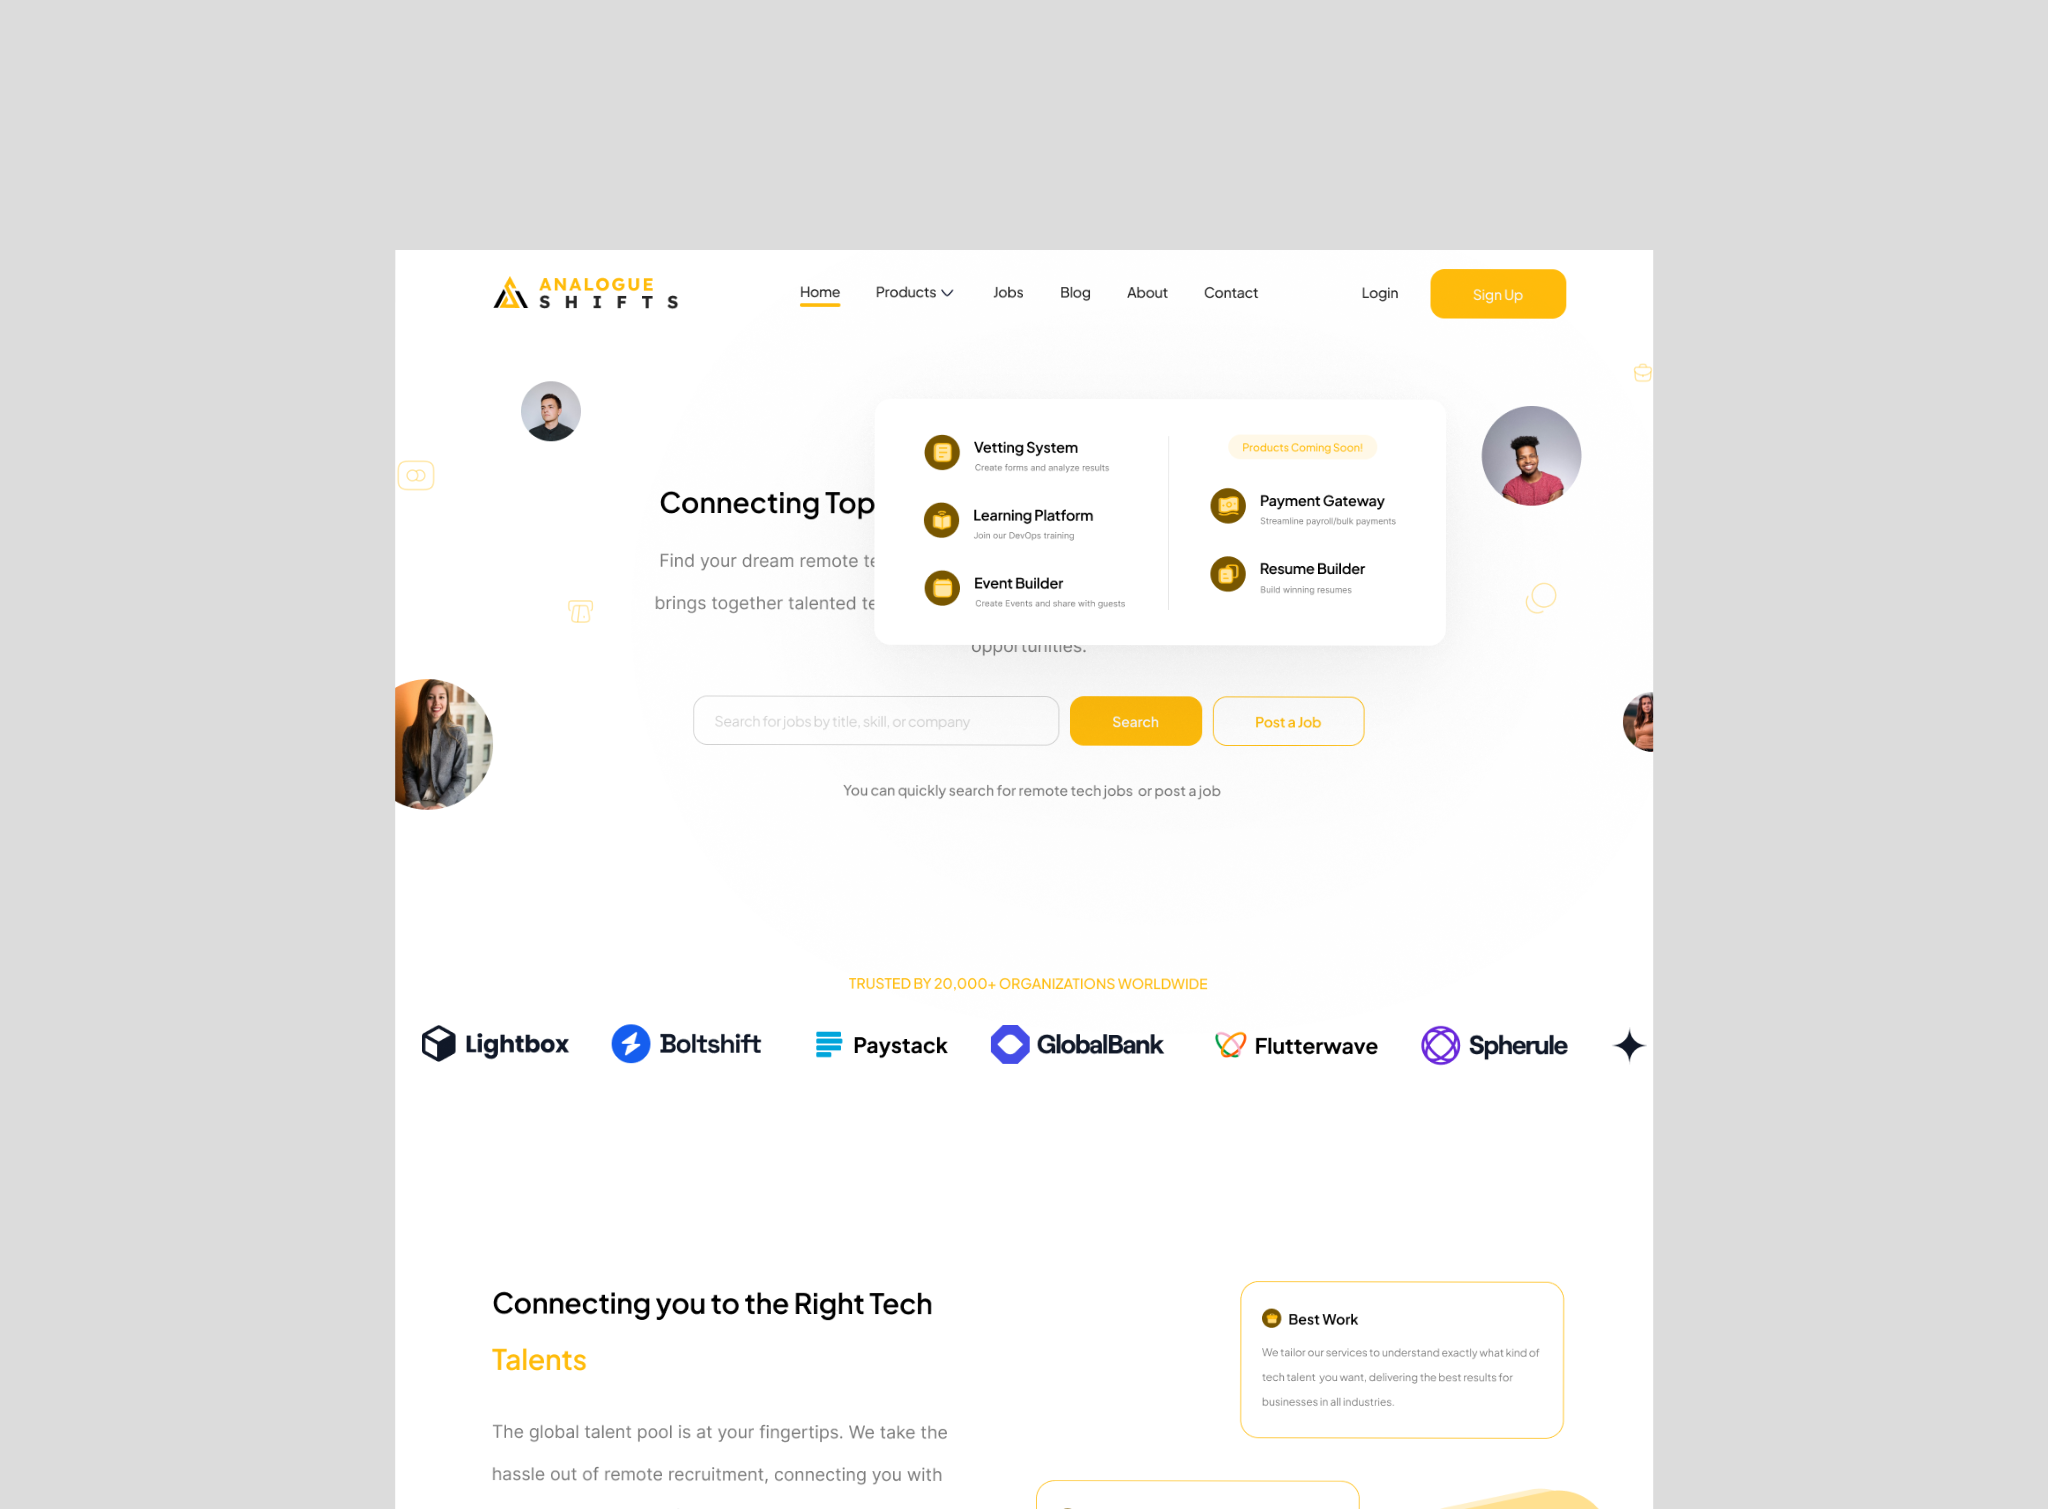 ANALOGUE
SHIFTS
Home
Products
Jobs
Blog
About
Contact
Login
Sign Up
Vetting System
Create forms and analyze results
Learning Platform
Join our DevOps training
Event Builder
Create Events and share with guests
Products Coming Soon!
Payment Gateway
Streamline payroll/bulk payments
Resume Builder
Build winning resumes
Connecting Top
Find your dream remote
brings together talented
opportunities.
Search for jobs by title, skill, or company
Search
Post a Job
You can quickly search for remote tech jobs or post a job
TRUSTED BY 20,000+ ORGANIZATIONS WORLDWIDE
Lightbox
Boltshift
Paystack
GlobalBank
Flutterwave
Spherule
Connecting you to the Right Tech
Talents
The global talent pool is at your fingertips. We take the
hassle out of remote recruitment, connecting you with
Best Work
We tailor our services to understand exactly what kind of
tech talent you want, delivering the best results for
businesses in all industries.